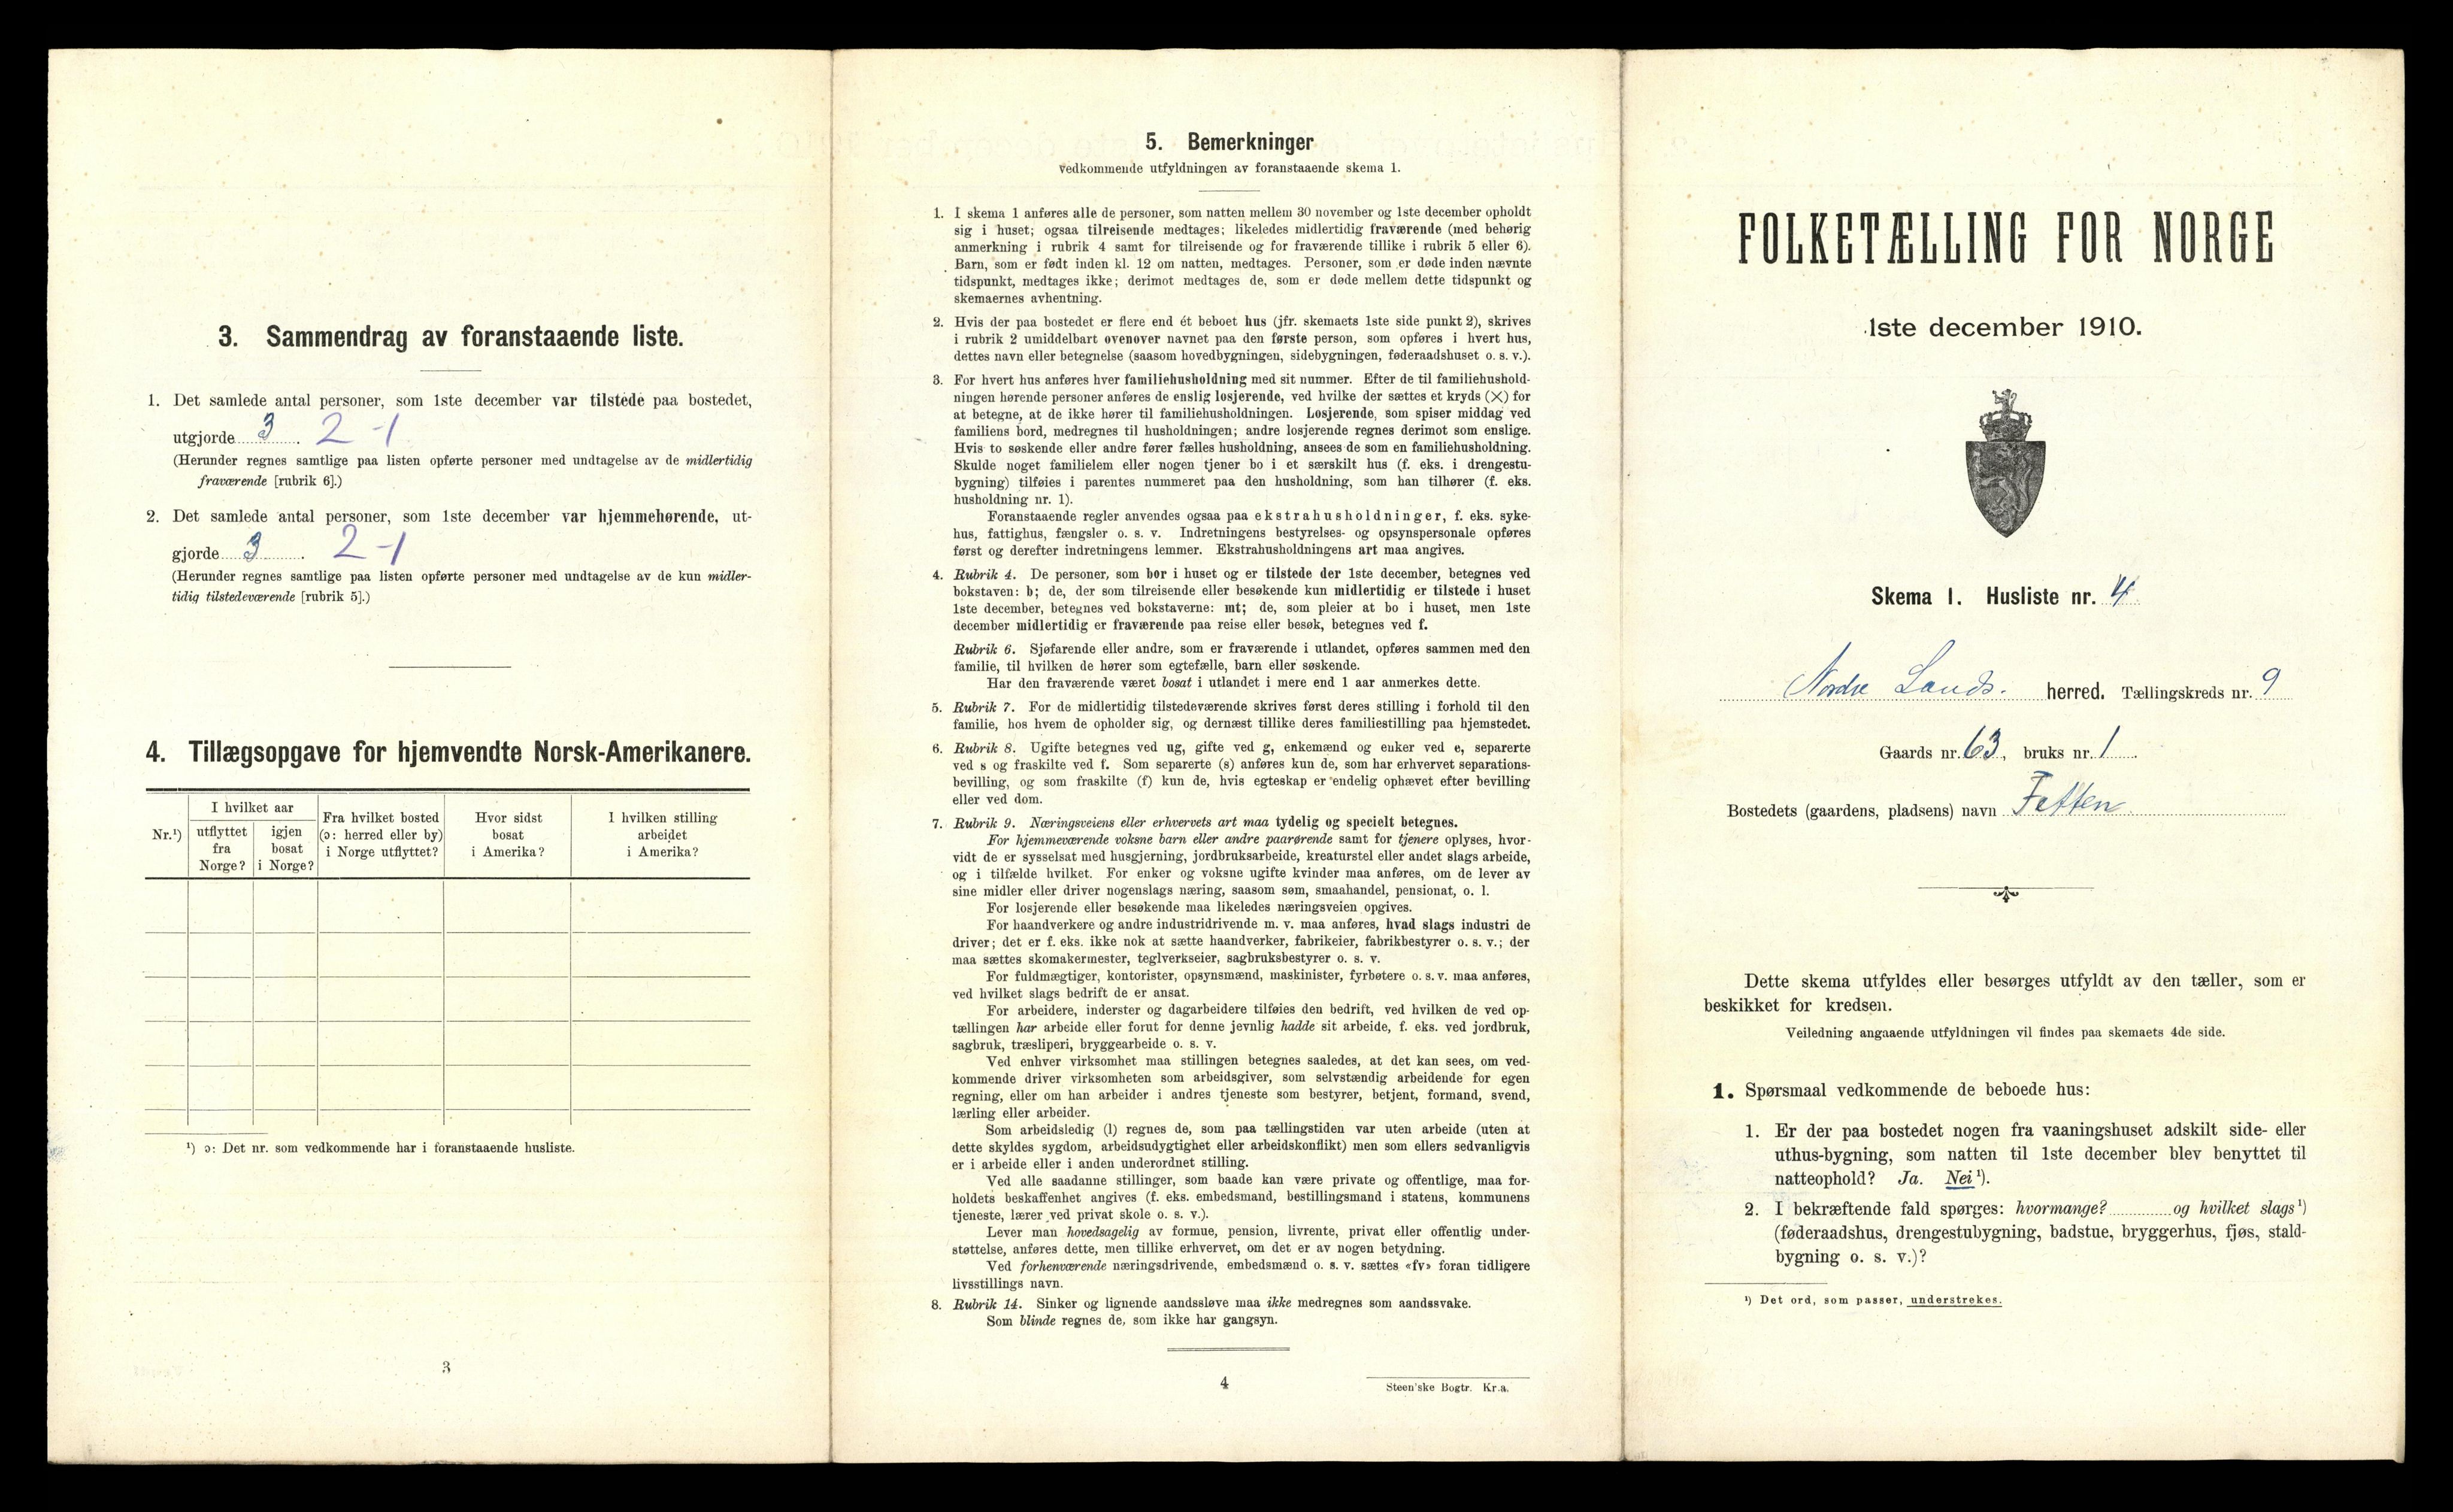 3. Sammendrag av foranstaaende liste.
1. Det samlede antal personer, som 1ste december var tilstede paa bostedet,
utgjorde 3. 2 - 1
(Herunder regnes samtlige paa listen opførte personer med undtagelse av de midlertidig
fraværende [rubrik 6].)
2. Det samlede antal personer, som 1ste december var hjemmehørende, ut-
gjorde 3. 2 - 1
(Herunder regnes samtlige paa listen opførte personer med undtagelse av de kun midler-
tidig tilstedeværende [rubrik 5].)
4. Tillægsopgave for hjemvendte Norsk-Amerikanere.
Nr.¹)
I hvilket aar
utflyttet
fra
Norge?
igjen
bosat
i Norge?
Fra hvilket bosted
(ɔ: herred eller by)
i Norge utflyttet?
Hvor sidst
bosat
i Amerika?
I hvilken stilling
arbeidet
i Amerika?
¹) ɔ: Det nr. som vedkommende har i foranstaaende husliste.
3
5. Bemerkninger
vedkommende utfyldningen av foranstaaende skema 1.
1. I skema 1 anføres alle de personer, som natten mellem 30 november og 1ste december opholdt
sig i huset; ogsaa tilreisende medtages; likeledes midlertidig fraværende (med behørig
anmerkning i rubrik 4 samt for tilreisende og for fraværende tillike i rubrik 5 eller 6).
Barn, som er født inden kl. 12 om natten, medtages. Personer, som er døde inden nævnte
tidspunkt, medtages ikke; derimot medtages de, som er døde mellem dette tidspunkt og
skemaernes avhentning.
2. Hvis der paa bostedet er flere end ét beboet hus (jfr. skemaets 1ste side punkt 2), skrives
i rubrik 2 umiddelbart ovenover navnet paa den første person, som opføres i hvert hus,
dettes navn eller betegnelse (saasom hovedbygningen, sidebygningen, føderaadshuset o. s. v.).
3. For hvert hus anføres hver familiehusholdning med sit nummer. Efter de til familiehushold-
ningen hørende personer anføres de enslig losjerende, ved hvilke der sættes et kryds (×) for
at betegne, at de ikke hører til familiehusholdningen. Losjerende, som spiser middag ved
familiens bord, medregnes til husholdningen; andre losjerende regnes derimot som enslige.
Hvis to søskende eller andre fører fælles husholdning, ansees de som en familiehusholdning.
Skulde noget familielem eller nogen tjener bo i et særskilt hus (f. eks. i drengestu-
bygning) tilføies i parentes nummeret paa den husholdning, som han tilhører (f. eks.
husholdning nr. 1).
Foranstaaende regler anvendes ogsaa paa ekstrahusholdninger, f. eks. syke-
hus, fattighus, fængsler o. s. v. Indretningens bestyrelses- og opsynspersonale opføres
først og derefter indretningens lemmer. Ekstrahusholdningens art maa angives.
4. Rubrik 4. De personer, som bor i huset og er tilstede der 1ste december, betegnes ved
bokstaven: b; de, der som tilreisende eller besøkende kun midlertidig er tilstede i huset
1ste december, betegnes ved bokstaverne: mt; de, som pleier at bo i huset, men 1ste
december midlertidig er fraværende paa reise eller besøk, betegnes ved f.
Rubrik 6. Sjøfarende eller andre, som er fraværende i utlandet, opføres sammen med den
familie, til hvilken de hører som egtefælle, barn eller søskende.
Har den fraværende været bosat i utlandet i mere end 1 aar anmerkes dette.
5. Rubrik 7. For de midlertidig tilstedeværende skrives først deres stilling i forhold til den
familie, hos hvem de opholder sig, og dernæst tillike deres familiestilling paa hjemstedet.
6. Rubrik 8. Ugifte betegnes ved ug, gifte ved g, enkemænd og enker ved e, separerte
ved s og fraskilte ved f. Som separerte (s) anføres kun de, som har erhvervet separations-
bevilling, og som fraskilte (f) kun de, hvis egteskap er endelig ophævet efter bevilling
eller ved dom.
7. Rubrik 9. Næringsveiens eller erhvervets art maa tydelig og specielt betegnes.
For hjemmeværende voksne barn eller andre paarørende samt for tjenere oplyses, hvor-
vidt de er sysselsat med husgjerning, jordbruksarbeide, kreaturstel eller andet slags arbeide,
og i tilfælde hvilket. For enker og voksne ugifte kvinder maa anføres, om de lever av
sine midler eller driver nogenslags næring, saasom søm, smaahandel, pensionat, o. l.
For losjerende eller besøkende maa likeledes næringsveien opgives.
For haandverkere og andre industridrivende m. v. maa anføres, hvad slags industri de
driver; det er f. eks. ikke nok at sætte haandverker, fabrikeier, fabrikbestyrer o. s. v.; der
maa sættes skomakermester, teglverkseier, sagbruksbestyrer o. s. v.
For fuldmægtiger, kontorister, opsynsmænd, maskinister, fyrbøtere o. s. v. maa anføres,
ved hvilket slags bedrift de er ansat.
For arbeidere, inderster og dagarbeidere tilføies den bedrift, ved hvilken de ved op-
tællingen har arbeide eller forut for denne jevnlig hadde sit arbeide, f. eks. ved jordbruk,
sagbruk, træsliperi, bryggearbeide o. s. v.
Ved enhver virksomhet maa stillingen betegnes saaledes, at det kan sees, om ved-
kommende driver virksomheten som arbeidsgiver, som selvstændig arbeidende for egen
regning, eller om han arbeider i andres tjeneste som bestyrer, betjent, formand, svend,
lærling eller arbeider.
Som arbeidsledig (l) regnes de, som paa tællingstiden var uten arbeide (uten at
dette skyldes sygdom, arbeidsudygtighet eller arbeidskonflikt) men som ellers sedvanligvis
er i arbeide eller i anden underordnet stilling.
Ved alle saadanne stillinger, som baade kan være private og offentlige, maa for-
holdets beskaffenhet angives (f. eks. embedsmand, bestillingsmand i statens, kommunens
tjeneste, lærer ved privat skole o. s. v.).
Lever man hovedsagelig av formue, pension, livrente, privat eller offentlig under-
støttelse, anføres dette, men tillike erhvervet, om det er av nogen betydning.
Ved forhenværende næringsdrivende, embedsmænd o. s. v. sættes «fv» foran tidligere
livsstillings navn.
8. Rubrik 14. Sinker og lignende aandssløve maa ikke medregnes som aandssvake.
Som blinde regnes de, som ikke har gangsyn.
4
Steen'ske Bogtr. Kr.a.
FOLKETÆLLING FOR NORGE
1ste december 1910.
Skema 1. Husliste nr. 4
Nordre Lands. herred. Tællingskreds nr. 9
Gaards nr. 63, bruks nr. 1
Bostedets (gaardens, pladsens) navn Fetten
Dette skema utfyldes eller besørges utfyldt av den tæller, som er
beskikket for kredsen.
Veiledning angaaende utfyldningen vil findes paa skemaets 4de side.
1. Spørsmaal vedkommende de beboede hus:
1. Er der paa bostedet nogen fra vaaningshuset adskilt side- eller
uthus-bygning, som natten til 1ste december blev benyttet til
natteophold? Ja. Nei¹).
2. I bekræftende fald spørges: hvormange? og hvilket slags¹)
(føderaadshus, drengestubygning, badstue, bryggerhus, fjøs, stald-
bygning o. s. v.)?
¹) Det ord, som passer, understrekes.